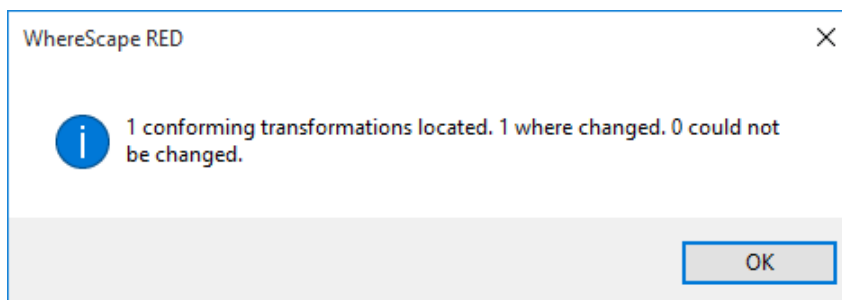 WhereScape RED
1 conforming transformations located. 1 where changed. 0 could not
be changed.
OK